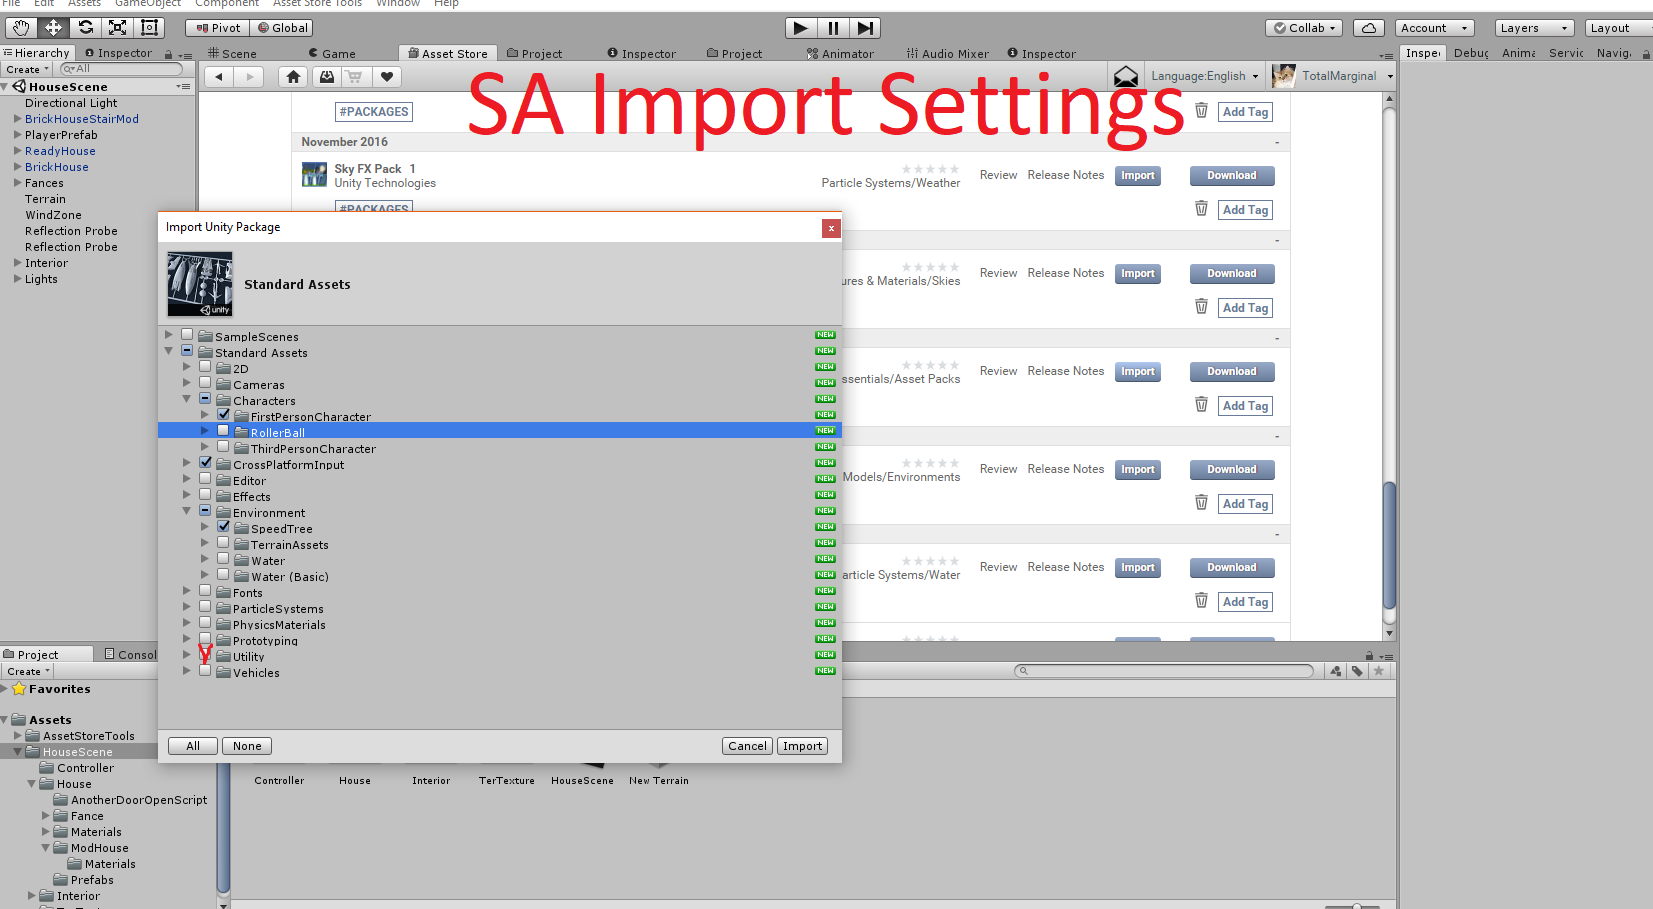 File Edit Assets GameObject Component Asset Store Tools Window Help
Pivot Global Collab Account Layers Layout
Hierarchy Inspector Scene Game Asset Store Project Inspector Project Animator Audio Mixer Inspector Inspec Debug Anima Servic Navig
Create All Language:English TotalMarginal
SA Import Settings
HouseScene
Directional Light
BrickHouseStairMod
PlayerPrefab
ReadyHouse
BrickHouse
Fances
Terrain
WindZone
Reflection Probe
Reflection Probe
Interior
Lights
#PACKAGES Add Tag
November 2016 -
Sky FX Pack 1
Unity Technologies Particle Systems/Weather Review Release Notes Import Download
#PACKAGES Add Tag
-
ures & Materials/Skies Review Release Notes Import Download
Add Tag
-
ssentials/Asset Packs Review Release Notes Import Download
Add Tag
-
Models/Environments Review Release Notes Import Download
Add Tag
-
article Systems/Water Review Release Notes Import Download
Add Tag
Import Unity Package x
unity
Standard Assets
SampleScenes NEW
Standard Assets NEW
2D NEW
Cameras NEW
Characters NEW
FirstPersonCharacter NEW
RollerBall NEW
ThirdPersonCharacter NEW
CrossPlatformInput NEW
Editor NEW
Effects NEW
Environment NEW
SpeedTree NEW
TerrainAssets NEW
Water NEW
Water (Basic) NEW
Fonts NEW
ParticleSystems NEW
PhysicsMaterials NEW
Prototyping NEW
Y Utility NEW
Vehicles NEW
All None Cancel Import
Project Consol
Create
Favorites
Assets
AssetStoreTools
HouseScene
Controller
House
AnotherDoorOpenScript
Fance
Materials
ModHouse
Materials
Prefabs
Interior
Controller House Interior TerTexture HouseScene New Terrain